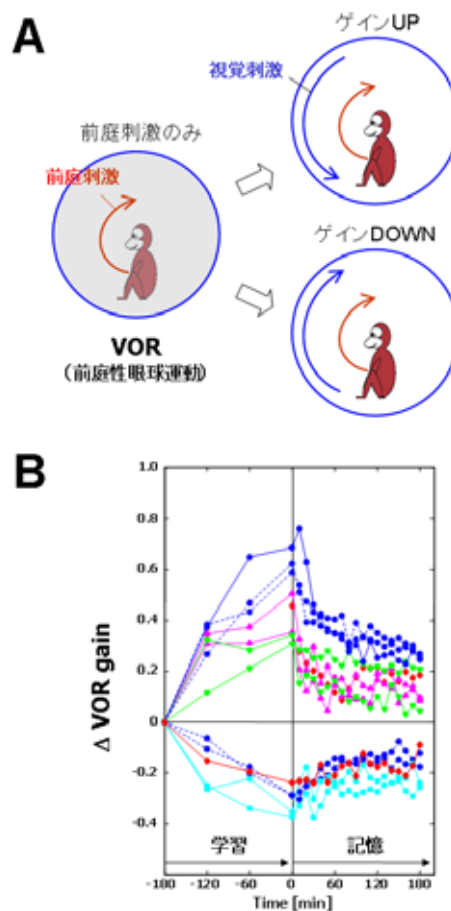 A
ゲインUP
視覚刺激
前庭刺激のみ
前庭刺激
ゲインDOWN
VOR
(前庭性眼球運動)
B
Δ VOR gain
1.0
0.8
0.6
0.4
0.2
0
-0.2
-0.4
学習
記憶
-180 -120 -60 0 60 120 180
Time [min]